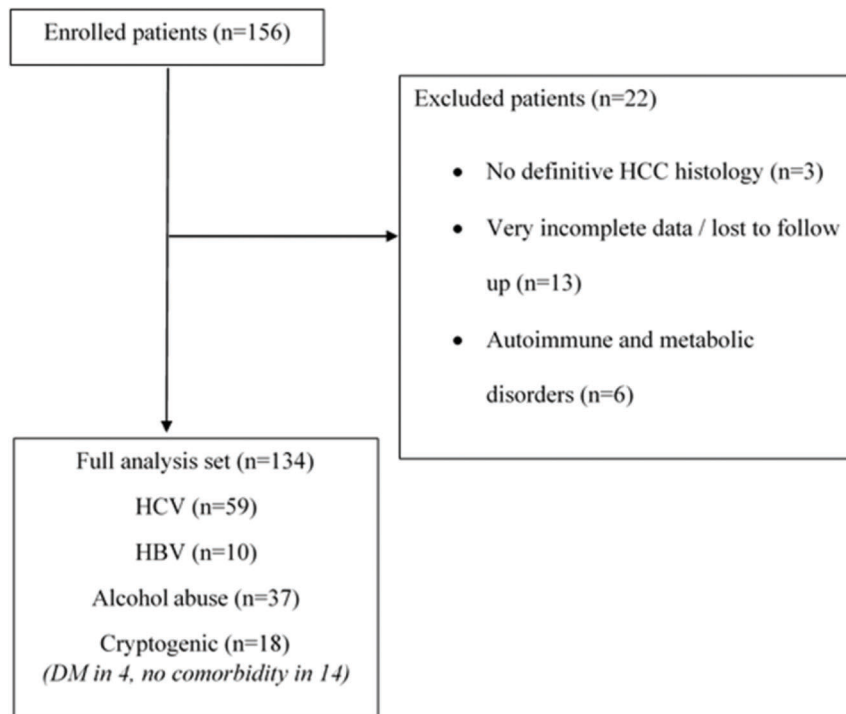 Enrolled patients (n=156)
Excluded patients (n=22)
• No definitive HCC histology (n=3)
• Very incomplete data / lost to follow
up (n=13)
• Autoimmune and metabolic
disorders (n=6)
Full analysis set (n=134)
HCV (n=59)
HBV (n=10)
Alcohol abuse (n=37)
Cryptogenic (n=18)
(DM in 4, no comorbidity in 14)